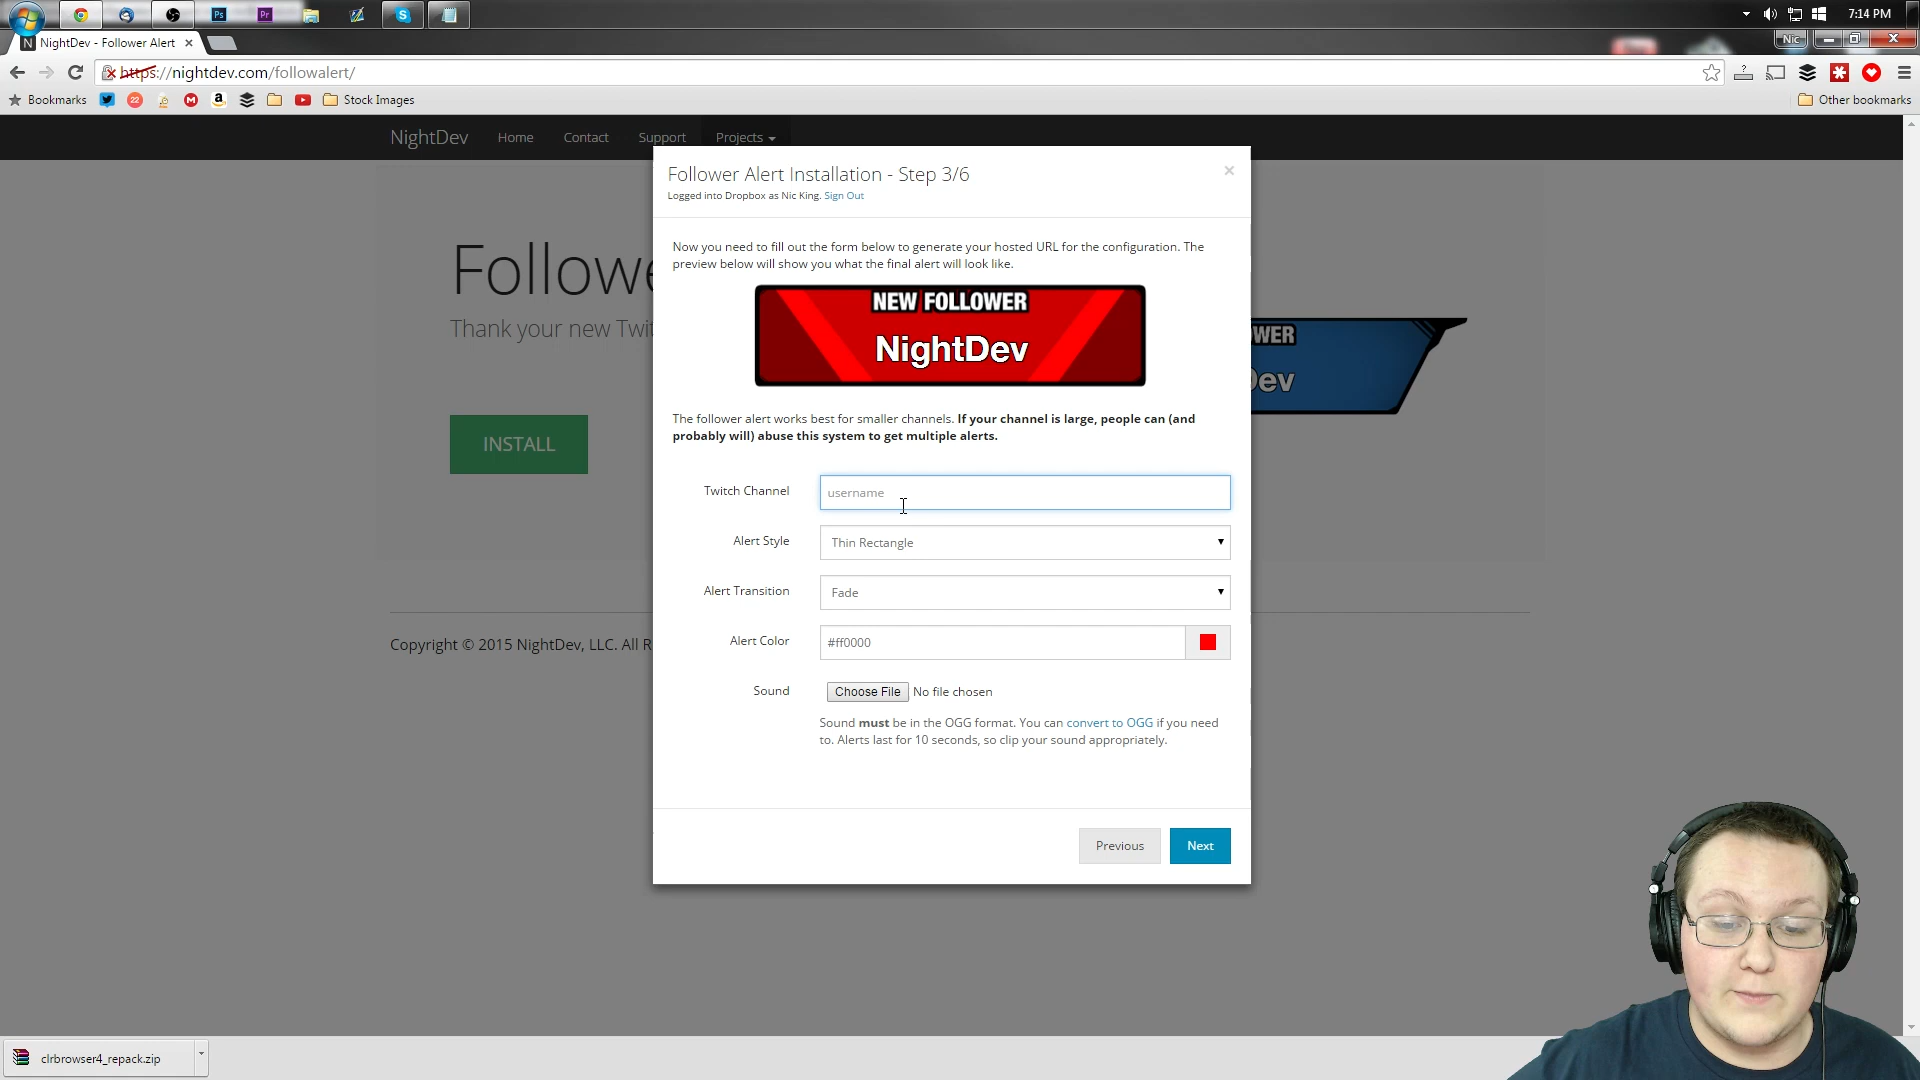 7:14 PM
NightDev - Follower Alert
Nic
https://nightdev.com/followalert/
Bookmarks
22
Stock Images
Other bookmarks
NightDev
Home
Contact
Support
Projects
Follower Alert Installation - Step 3/6
Logged into Dropbox as Nic King. Sign Out
Now you need to fill out the form below to generate your hosted URL for the configuration. The
preview below will show you what the final alert will look like.
Follow
Thank your new Twi
NEW FOLLOWER
NightDev
WER
Dev
INSTALL
The follower alert works best for smaller channels. If your channel is large, people can (and
probably will) abuse this system to get multiple alerts.
Twitch Channel
username
Alert Style
Thin Rectangle
Alert Transition
Fade
Alert Color
#ff0000
Copyright © 2015 NightDev, LLC. All R
Sound
Choose File
No file chosen
Sound must be in the OGG format. You can convert to OGG if you need
to. Alerts last for 10 seconds, so clip your sound appropriately.
Previous
Next
clrbrowser4_repack.zip